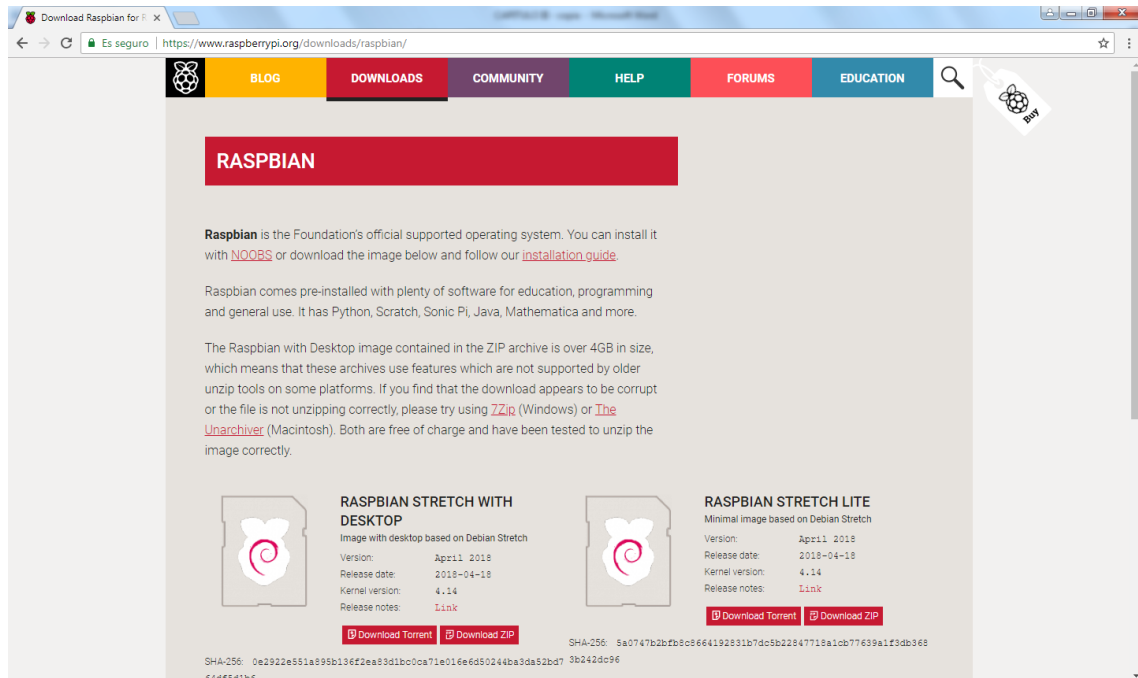 Download Raspbian for R
Es seguro
https://www.raspberrypi.org/downloads/raspbian/
BLOG
DOWNLOADS
COMMUNITY
HELP
FORUMS
EDUCATION
Buy
RASPBIAN
Raspbian is the Foundation's official supported operating system. You can install it
with NOOBS or download the image below and follow our installation guide.
Raspbian comes pre-installed with plenty of software for education, programming
and general use. It has Python, Scratch, Sonic Pi, Java, Mathematica and more.
The Raspbian with Desktop image contained in the ZIP archive is over 4GB in size,
which means that these archives use features which are not supported by older
unzip tools on some platforms. If you find that the download appears to be corrupt
or the file is not unzipping correctly, please try using 7Zip (Windows) or The
Unarchiver (Macintosh). Both are free of charge and have been tested to unzip the
image correctly.
RASPBIAN STRETCH WITH
DESKTOP
Image with desktop based on Debian Stretch
Version: April 2018
Release date: 2018-04-18
Kernel version: 4.14
Release notes: Link
Download Torrent Download ZIP
SHA-256: 0e2922e551a895b136f2ea83d1bc0ca71e016e6d50244ba3da52bd7
RASPBIAN STRETCH LITE
Minimal image based on Debian Stretch
Version: April 2018
Release date: 2018-04-18
Kernel version: 4.14
Release notes: Link
Download Torrent Download ZIP
SHA-256: 5a0747b2bfb8c8664192831b7dc5b22847718a1cb77639a1f3db368
3b242dc96